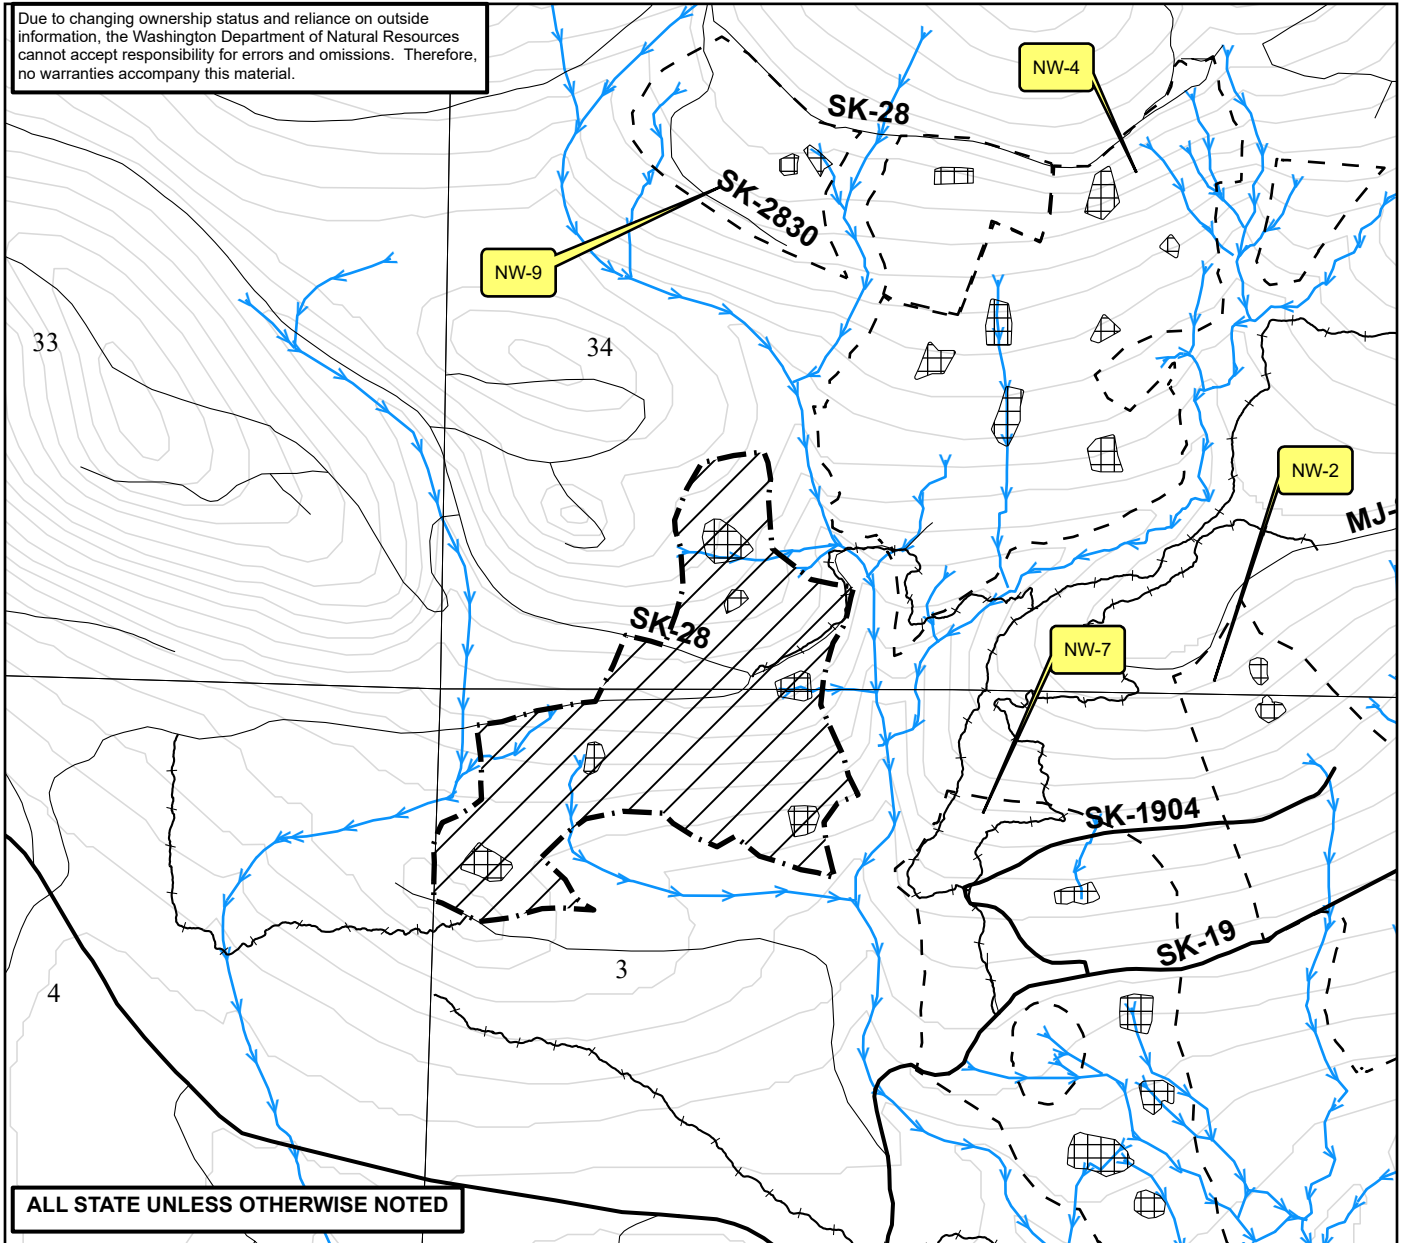 Due to changing ownership status and reliance on outside
information, the Washington Department of Natural Resources
cannot accept responsibility for errors and omissions.  Therefore,
no warranties accompany this material.
NW-4
SK-28
SK-2830
NW-9
33
34
NW-2
MJ-
SK-28
NW-7
SK-1904
SK-19
3
4
ALL STATE UNLESS OTHERWISE NOTED